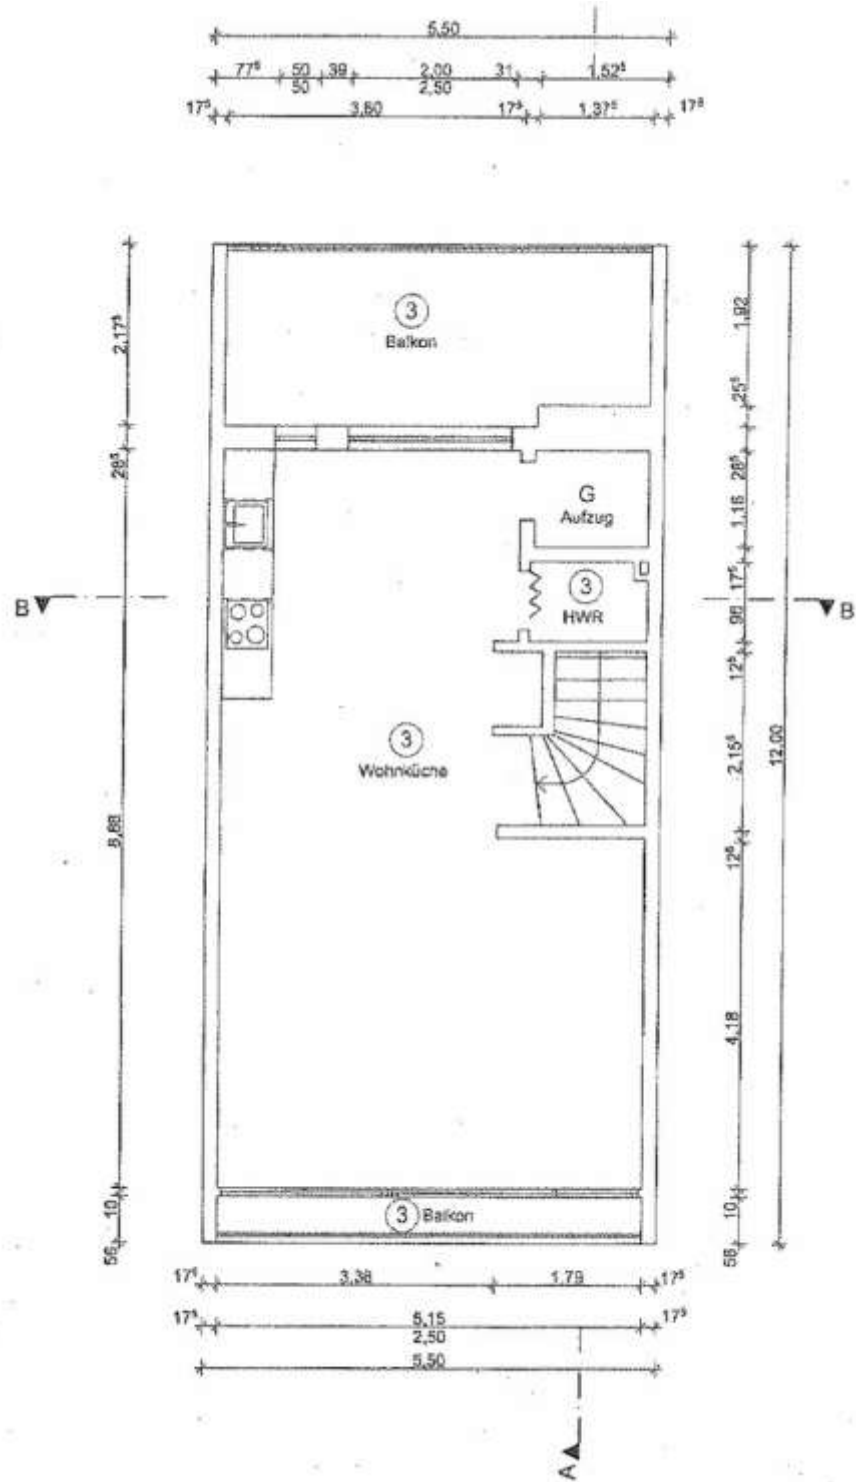 5,50
77⁵ 50 39 2,00 31 1,52⁵
50 2,50
17⁵ 3,60 17⁵ 1,37⁵ 17⁵
2,17⁵
28⁵
8,88
10
56
3
Balkon
G
Aufzug
3
HWR
3
Wohnküche
3 Balkon
B B
1,92
25⁵
28⁵
1,16
17⁵
96
12⁵
2,15⁵
12⁵
4,18
10
56
12,00
17⁵ 3,36 1,79 17⁵
17⁵ 5,15 17⁵
2,50
5,50
A